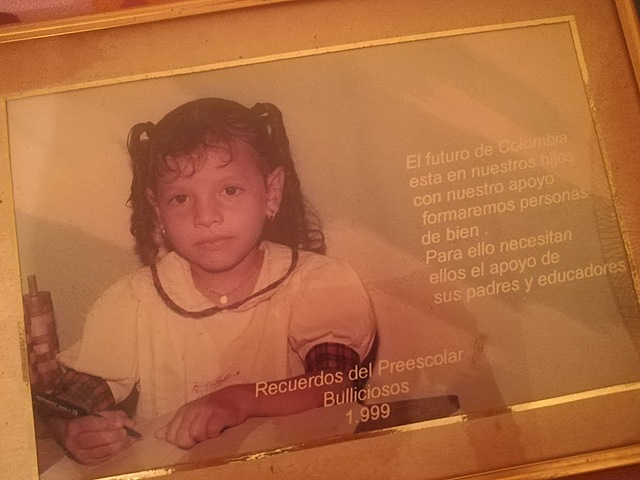 El futuro de Colombia
esta en nuestros hijos
con nuestro apoyo
formaremos personas
de bien .
Para ello necesitan
ellos el apoyo de
sus padres y educadores
Recuerdos del Preescolar
Bulliciosos
1.999